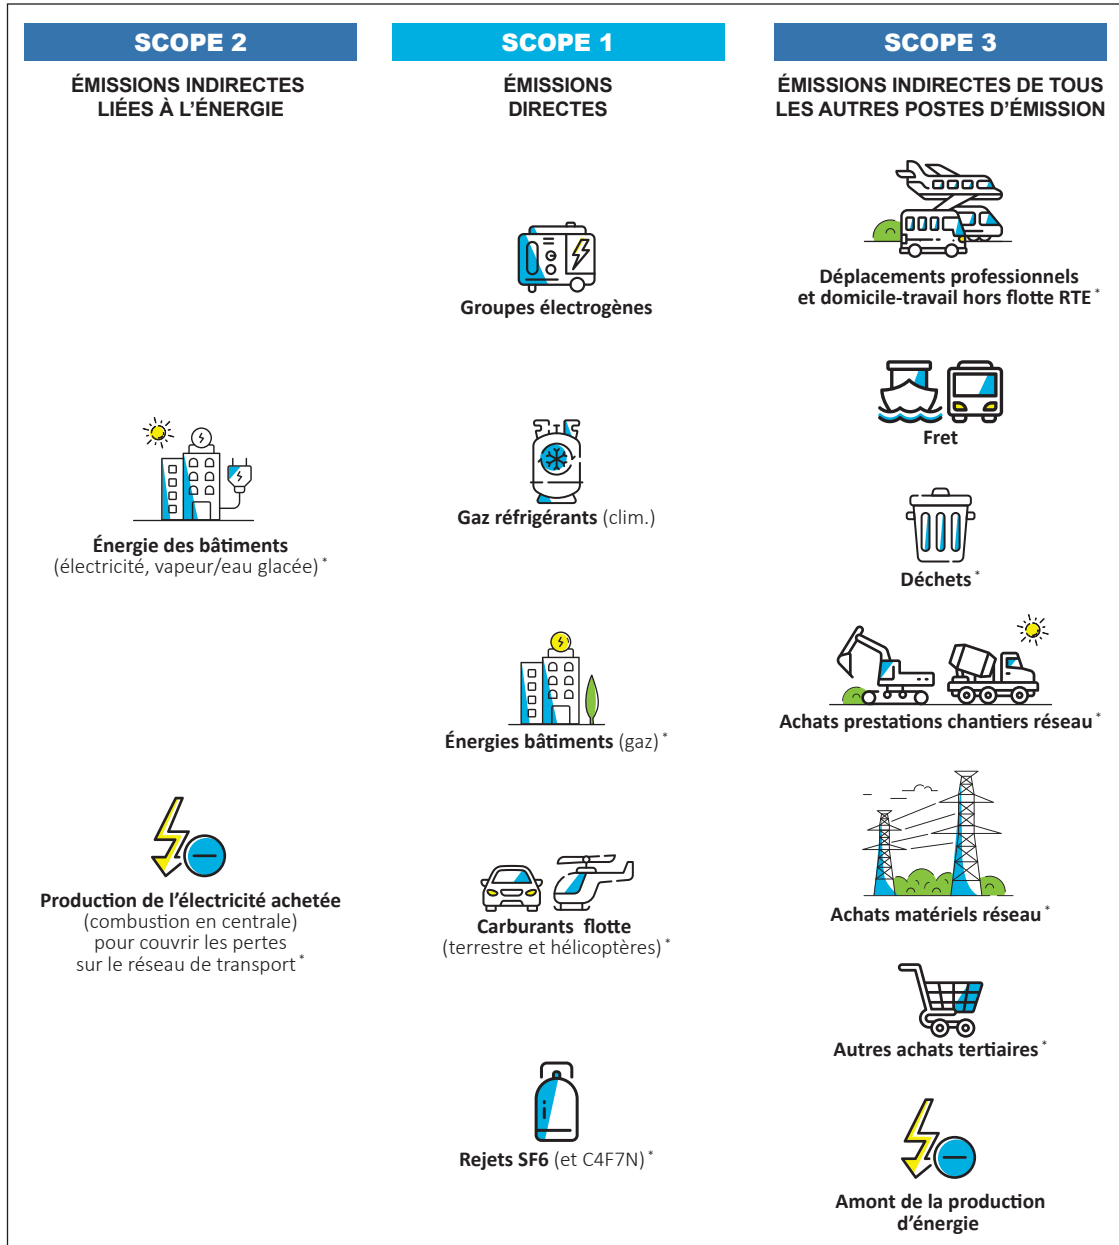 SCOPE 2
ÉMISSIONS INDIRECTES
LIÉES À L'ÉNERGIE
Énergie des bâtiments
(électricité, vapeur/eau glacée) *
Production de l'électricité achetée
(combustion en centrale)
pour couvrir les pertes
sur le réseau de transport *
SCOPE 1
ÉMISSIONS
DIRECTES
Groupes électrogènes
Gaz réfrigérants (clim.)
Énergies bâtiments (gaz) *
Carburants flotte
(terrestre et hélicoptères) *
Rejets SF6 (et C4F7N) *
SCOPE 3
ÉMISSIONS INDIRECTES DE TOUS
LES AUTRES POSTES D'ÉMISSION
Déplacements professionnels
et domicile-travail hors flotte RTE *
Fret
Déchets *
Achats prestations chantiers réseau *
Achats matériels réseau *
Autres achats tertiaires *
Amont de la production
d'énergie